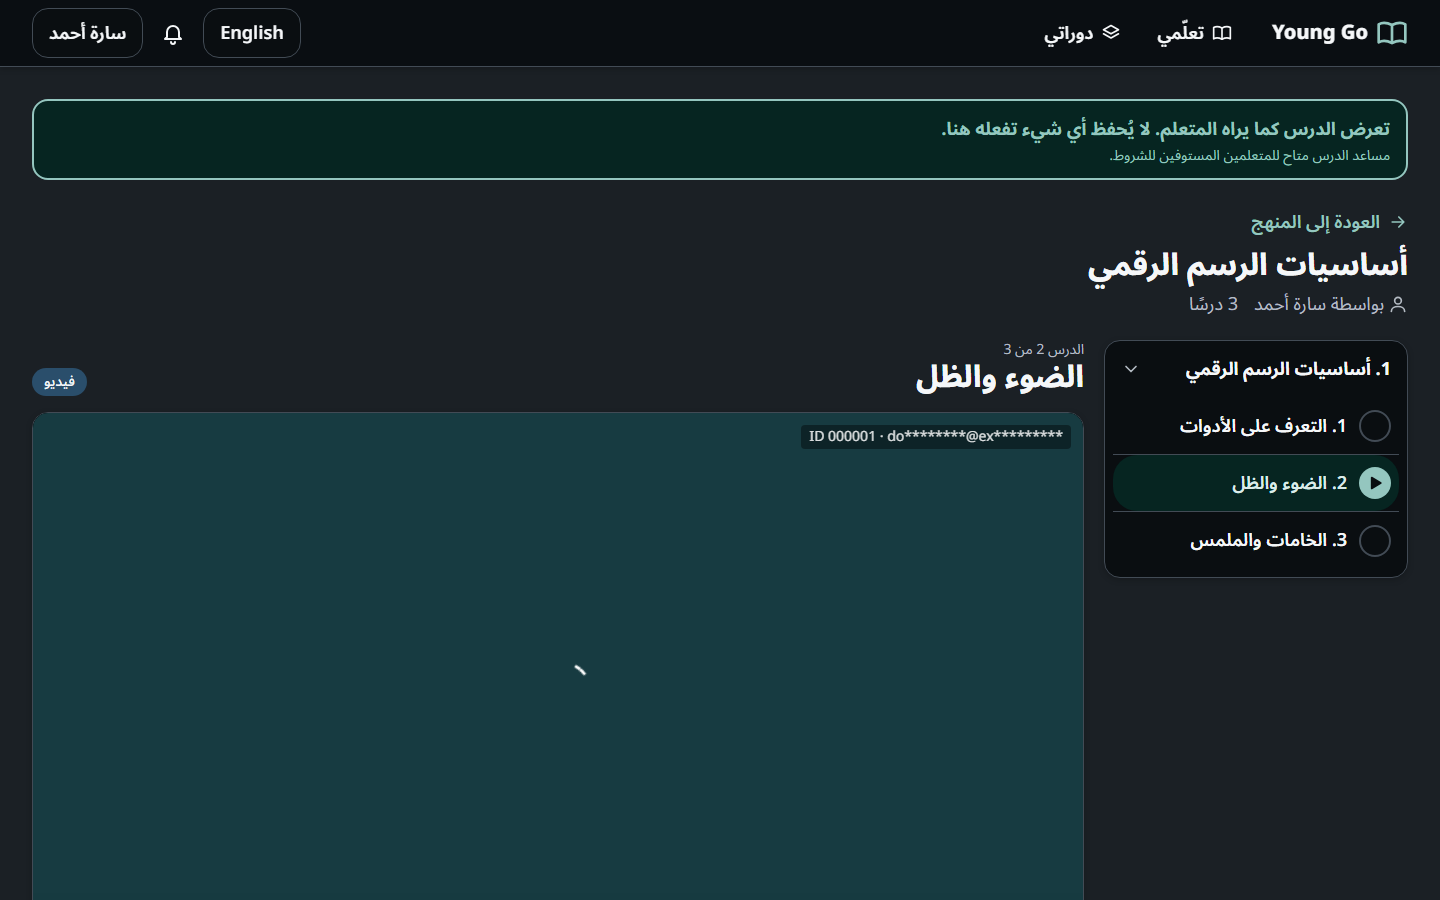 Young Go
تعلّمي
دوراتي
English
سارة أحمد
تعرض الدرس كما يراه المتعلم. لا يُحفظ أي شيء تفعله هنا.
مساعد الدرس متاح للمتعلمين المستوفين للشروط.
العودة إلى المنهج
أساسيات الرسم الرقمي
بواسطة سارة أحمد 3 درسًا
1. أساسيات الرسم الرقمي
1. التعرف على الأدوات
2. الضوء والظل
3. الخامات والملمس
الدرس 2 من 3
الضوء والظل
فيديو
ID 000001 · do********@ex*********